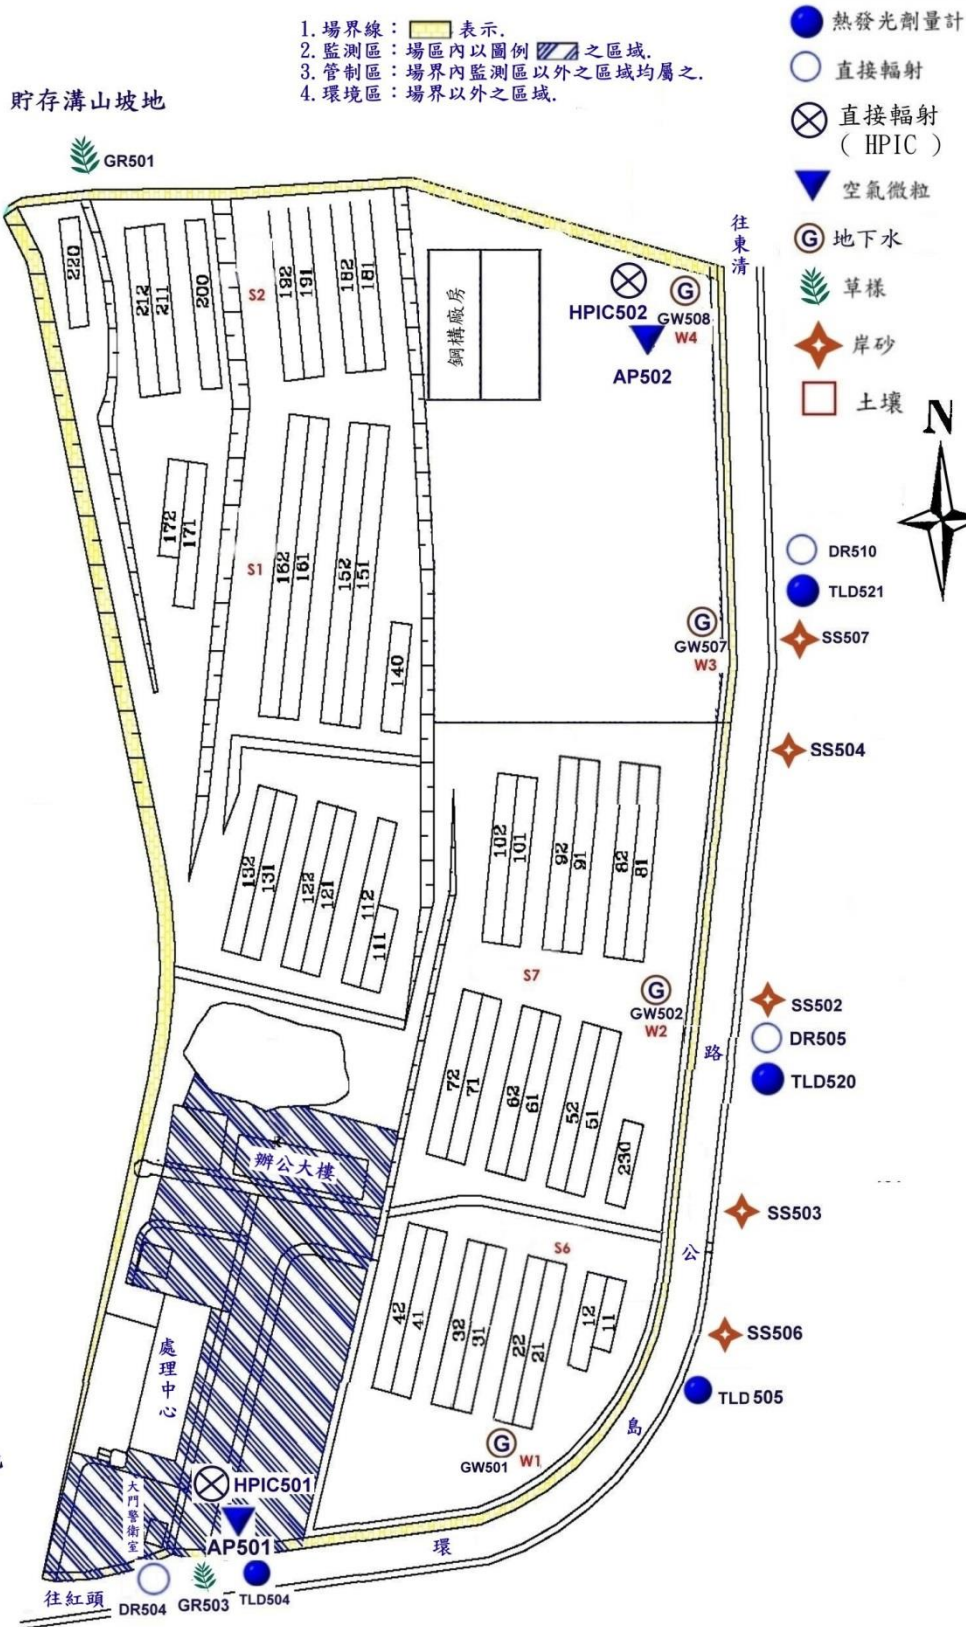 1. 場界線： 表示.
2. 監測區：場區內以圖例 之區域.
3. 管制區：場界內監測區以外之區域均屬之.
4. 環境區：場界以外之區域.
熱發光劑量計
直接輻射
直接輻射
( HPIC )
空氣微粒
G 地下水
草樣
岸砂
土壤
N
貯存溝山坡地
GR501
往東清
220
212
211
200
S2
192
191
182
181
鋼構廠房
HPIC502
G
GW508
W4
AP502
172
171
S1
162
161
152
151
140
DR510
TLD521
SS507
G
GW507
W3
SS504
132
131
122
121
112
111
102
101
92
91
82
81
S7
G
GW502
W2
SS502
DR505
TLD520
路
72
71
62
61
52
51
230
辦公大樓
SS503
公
S6
42
41
32
31
22
21
12
11
SS506
TLD505
島
處理中心
G
GW501
W1
HPIC501
大門警衛室
AP501
環
往紅頭
DR504
GR503
TLD504